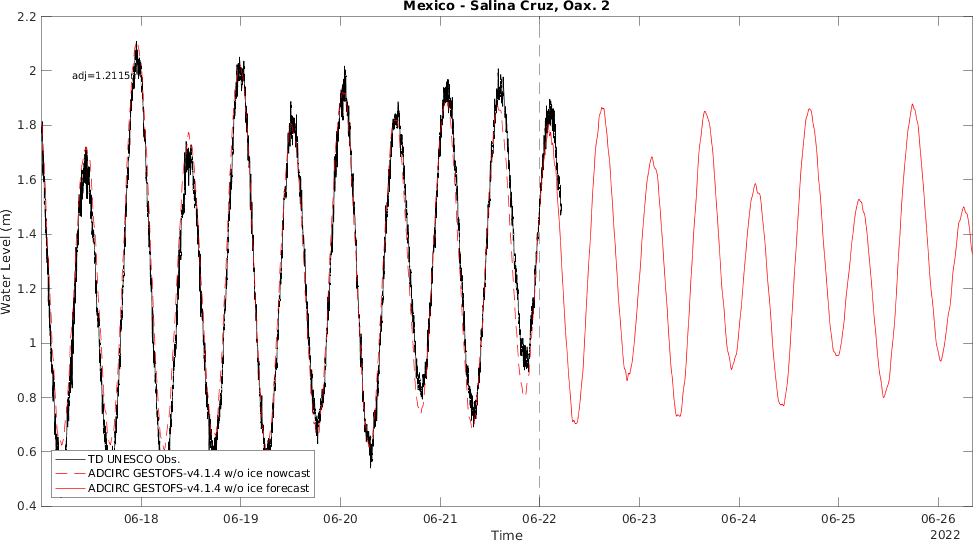 Mexico - Salina Cruz, Oax. 2
2.2
2
1.8
1.6
1.4
1.2
1
0.8
0.6
0.4
Water Level (m)
adj=1.2115
TD UNESCO Obs.
ADCIRC GESTOFS-v4.1.4 w/o ice nowcast
ADCIRC GESTOFS-v4.1.4 w/o ice forecast
06-18 06-19 06-20 06-21 06-22 06-23 06-24 06-25 06-26
Time
2022